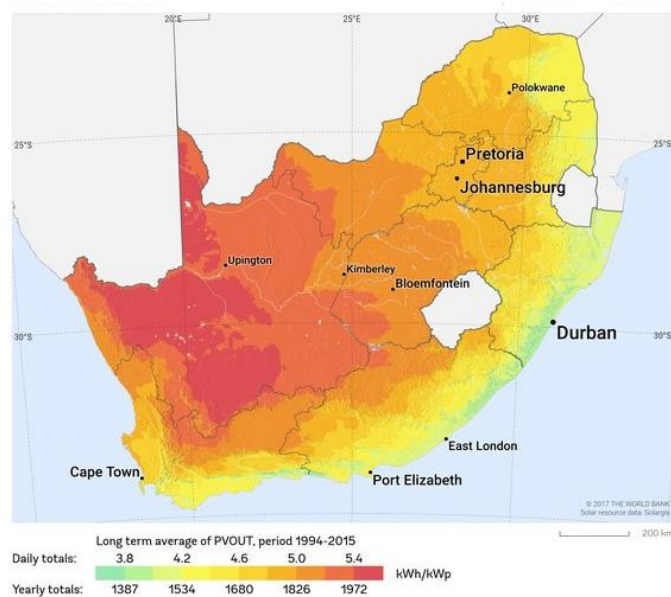 20°E 25°E 30°E
Polokwane
25°S 25°S
Pretoria
Johannesburg
Upington
Kimberley
Bloemfontein
30°S 30°S
Durban
East London
Cape Town
Port Elizabeth
© 2017 THE WORLD BANK
Solar resource data: Solargis
200 km
Long term average of PVOUT, period 1994-2015
Daily totals: 3.8 4.2 4.6 5.0 5.4
kWh/kWp
Yearly totals: 1387 1534 1680 1826 1972